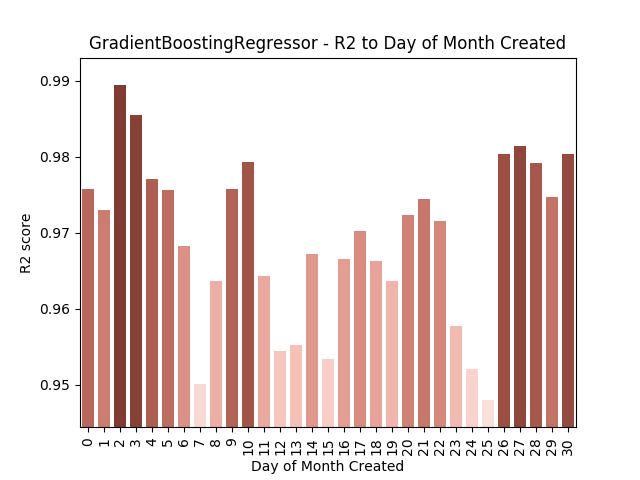 GradientBoostingRegressor - R2 to Day of Month Created
0.99
0.98
0.97
0.96
0.95
R2 score
0 1 2 3 4 5 6 7 8 9 10 11 12 13 14 15 16 17 18 19 20 21 22 23 24 25 26 27 28 29 30
Day of Month Created